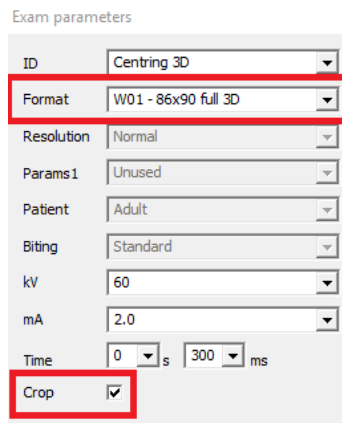 Exam parameters
ID Centring 3D
Format W01 - 86x90 full 3D
Resolution Normal
Params1 Unused
Patient Adult
Biting Standard
kV 60
mA 2.0
Time 0 s 300 ms
Crop